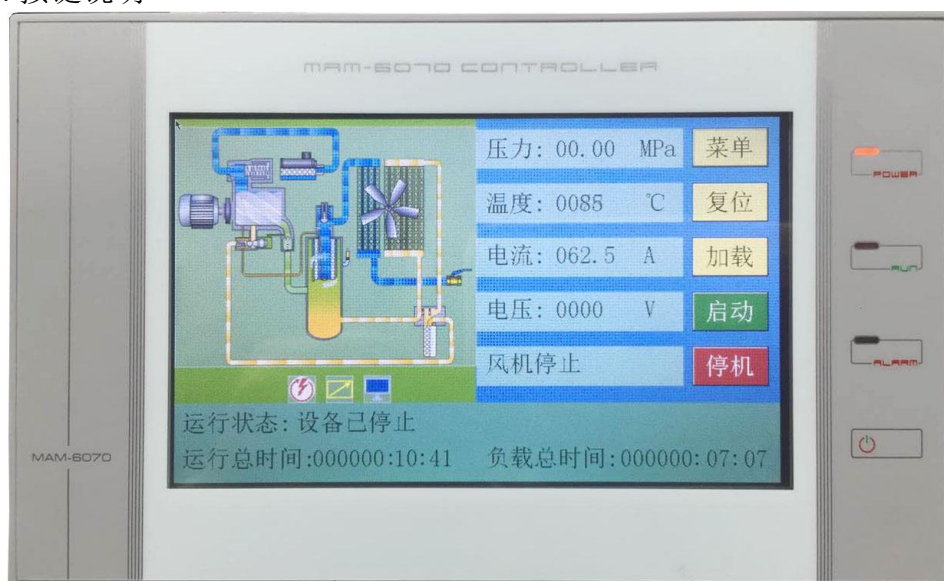 MAM-6070 CONTROLLER
压力: 00.00 MPa 菜单
温度: 0085 ℃ 复位
电流: 062.5 A 加载
电压: 0000 V 启动
风机停止 停机
运行状态: 设备已停止
运行总时间:000000:10:41 负载总时间:000000:07:07
POWER
RUN
ALARM
MAM-6070